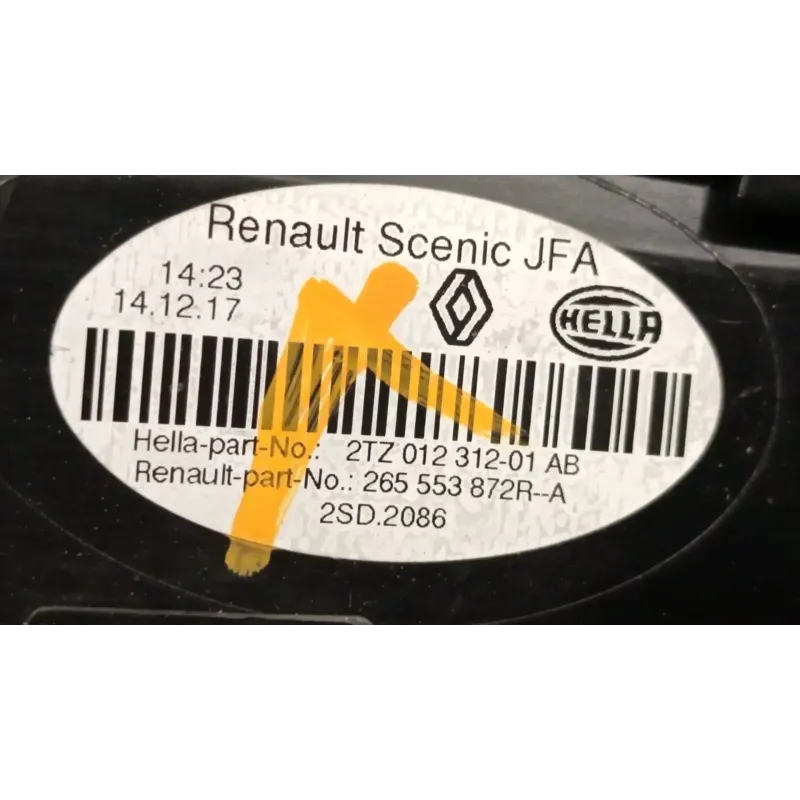 Renault Scenic JFA
14:23
14.12.17
HELLA
Hella-part-No.: 2TZ 012 312-01 AB
Renault-part-No.: 265 553 872R--A
2SD.2086